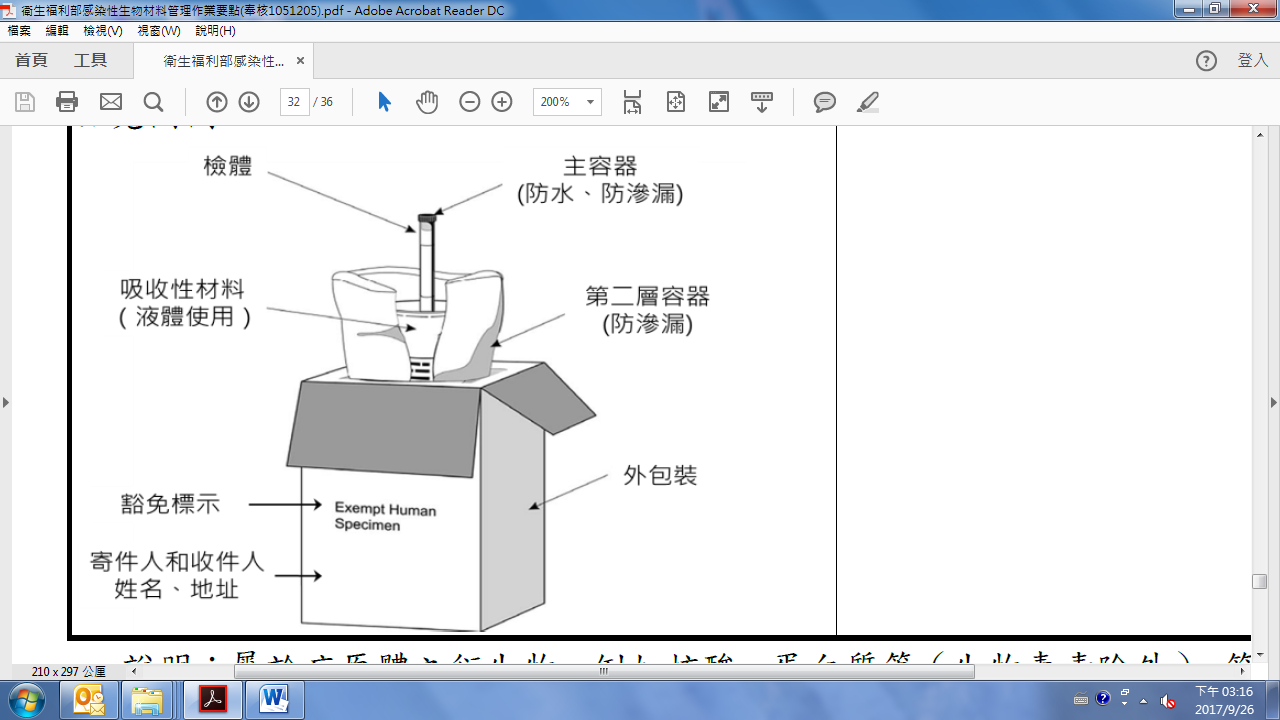 衛生福利部感染性生物材料管理作業要點(奉核1051205).pdf - Adobe Acrobat Reader DC
檔案 編輯 檢視(V) 視窗(W) 說明(H)
首頁 工具 衛生福利部感染性... × 登入
32 / 36 200%
檢體
主容器
(防水、防滲漏)
吸收性材料
(液體使用)
第二層容器
(防滲漏)
外包裝
豁免標示
Exempt Human
Specimen
寄件人和收件人
姓名、地址
210 x 297 公厘
下午 03:16
2017/9/26